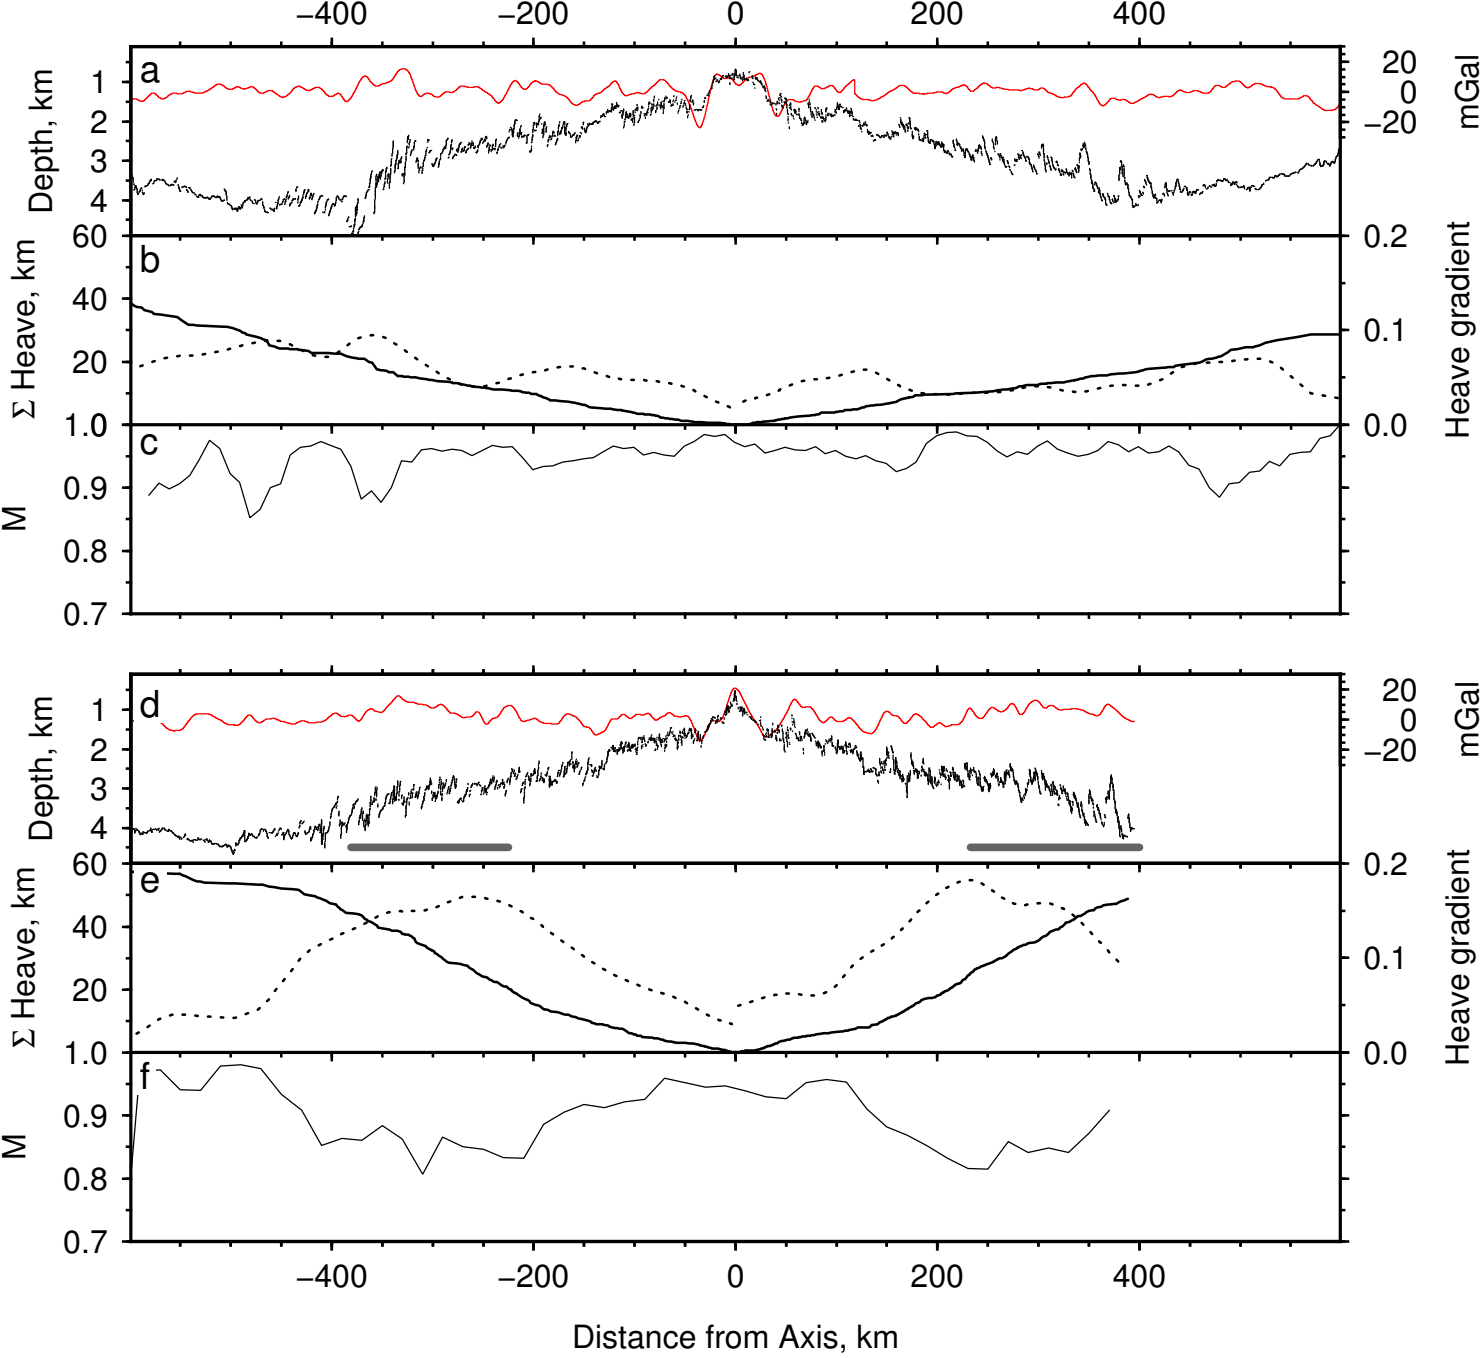 −400 −200 0 200 400
a
Depth, km
1
2
3
4
20
0
−20
mGal
b
Σ Heave, km
60
40
20
0.2
0.1
0.0
Heave gradient
c
M
1.0
0.9
0.8
0.7
d
Depth, km
1
2
3
4
20
0
−20
mGal
e
Σ Heave, km
60
40
20
0.2
0.1
0.0
Heave gradient
f
M
1.0
0.9
0.8
0.7
−400 −200 0 200 400
Distance from Axis, km